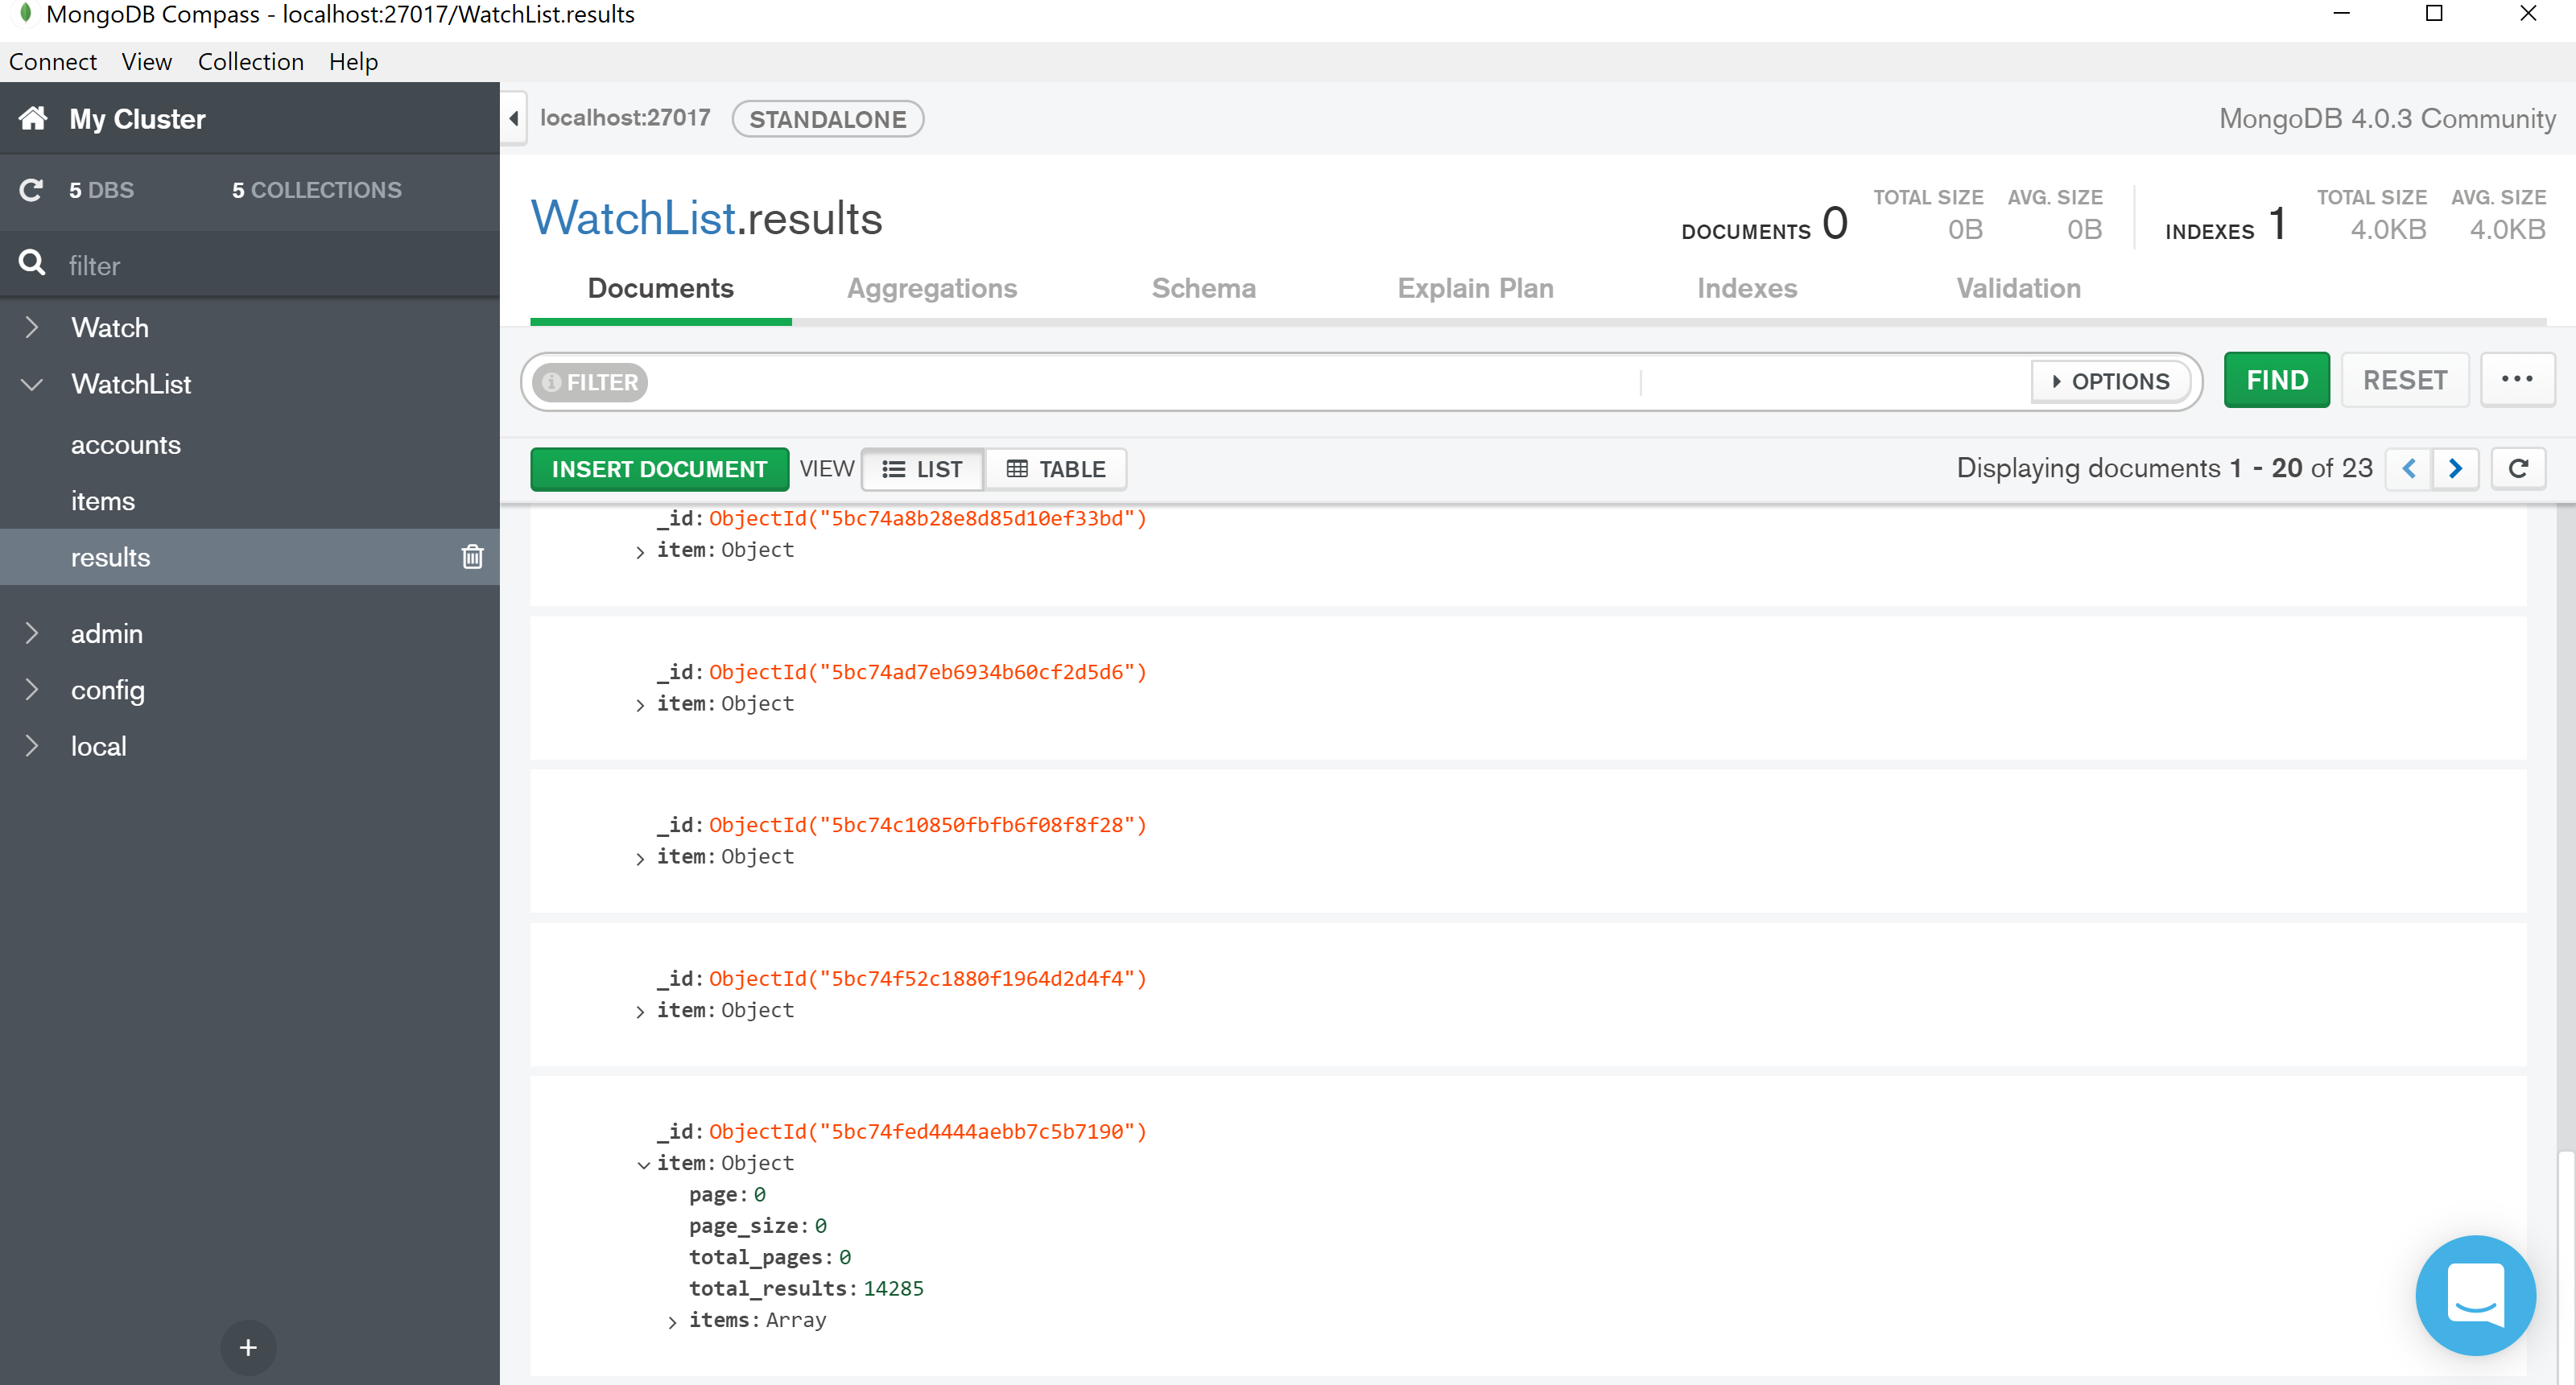 MongoDB Compass - localhost:27017/WatchList.results
Connect View Collection Help
My Cluster
5 DBS 5 COLLECTIONS
filter
Watch
WatchList
accounts
items
results
admin
config
local
+
localhost:27017 STANDALONE MongoDB 4.0.3 Community
WatchList.results
DOCUMENTS 0 TOTAL SIZE 0B AVG. SIZE 0B INDEXES 1 TOTAL SIZE 4.0KB AVG. SIZE 4.0KB
Documents Aggregations Schema Explain Plan Indexes Validation
FILTER OPTIONS FIND RESET ...
INSERT DOCUMENT VIEW LIST TABLE Displaying documents 1 - 20 of 23
_id: ObjectId("5bc74a8b28e8d85d10ef33bd")
item: Object
_id: ObjectId("5bc74ad7eb6934b60cf2d5d6")
item: Object
_id: ObjectId("5bc74c10850fbfb6f08f8f28")
item: Object
_id: ObjectId("5bc74f52c1880f1964d2d4f4")
item: Object
_id: ObjectId("5bc74fed4444aebb7c5b7190")
item: Object
page: 0
page_size: 0
total_pages: 0
total_results: 14285
items: Array